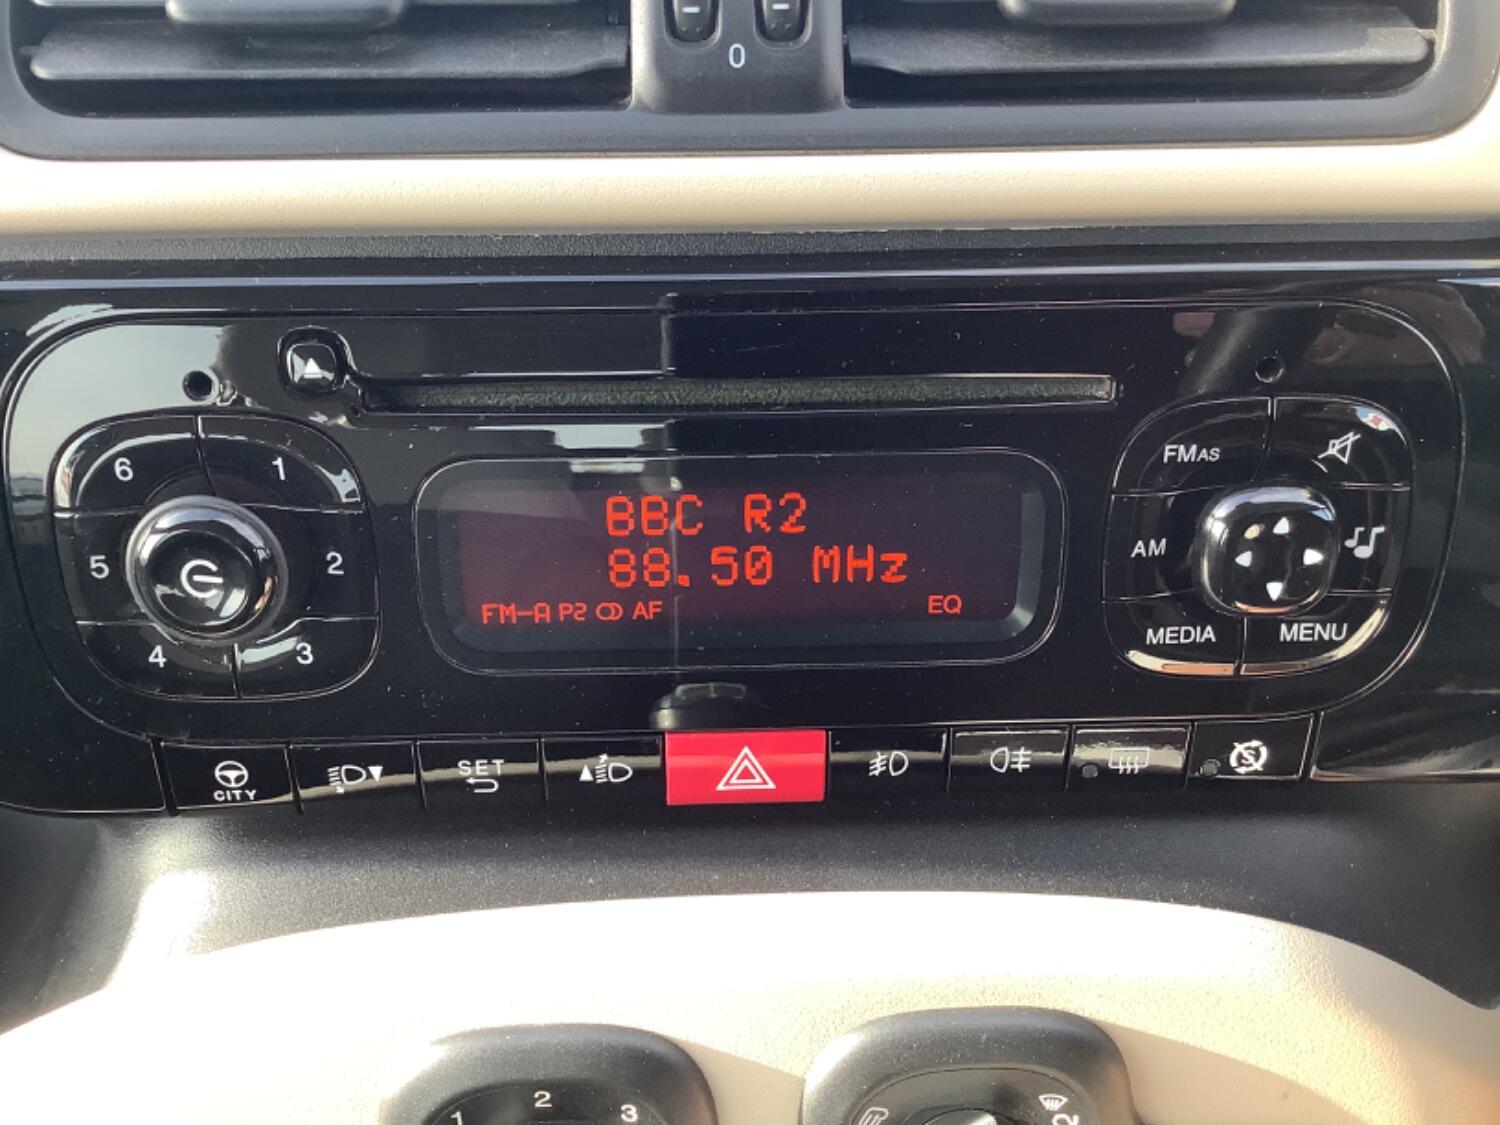 0
6
1
5
2
4
3
BBC R2
88.50 MHz
FM-A P2 AF
EQ
FMAS
AM
MEDIA
MENU
CITY
SET
S
1
2
3